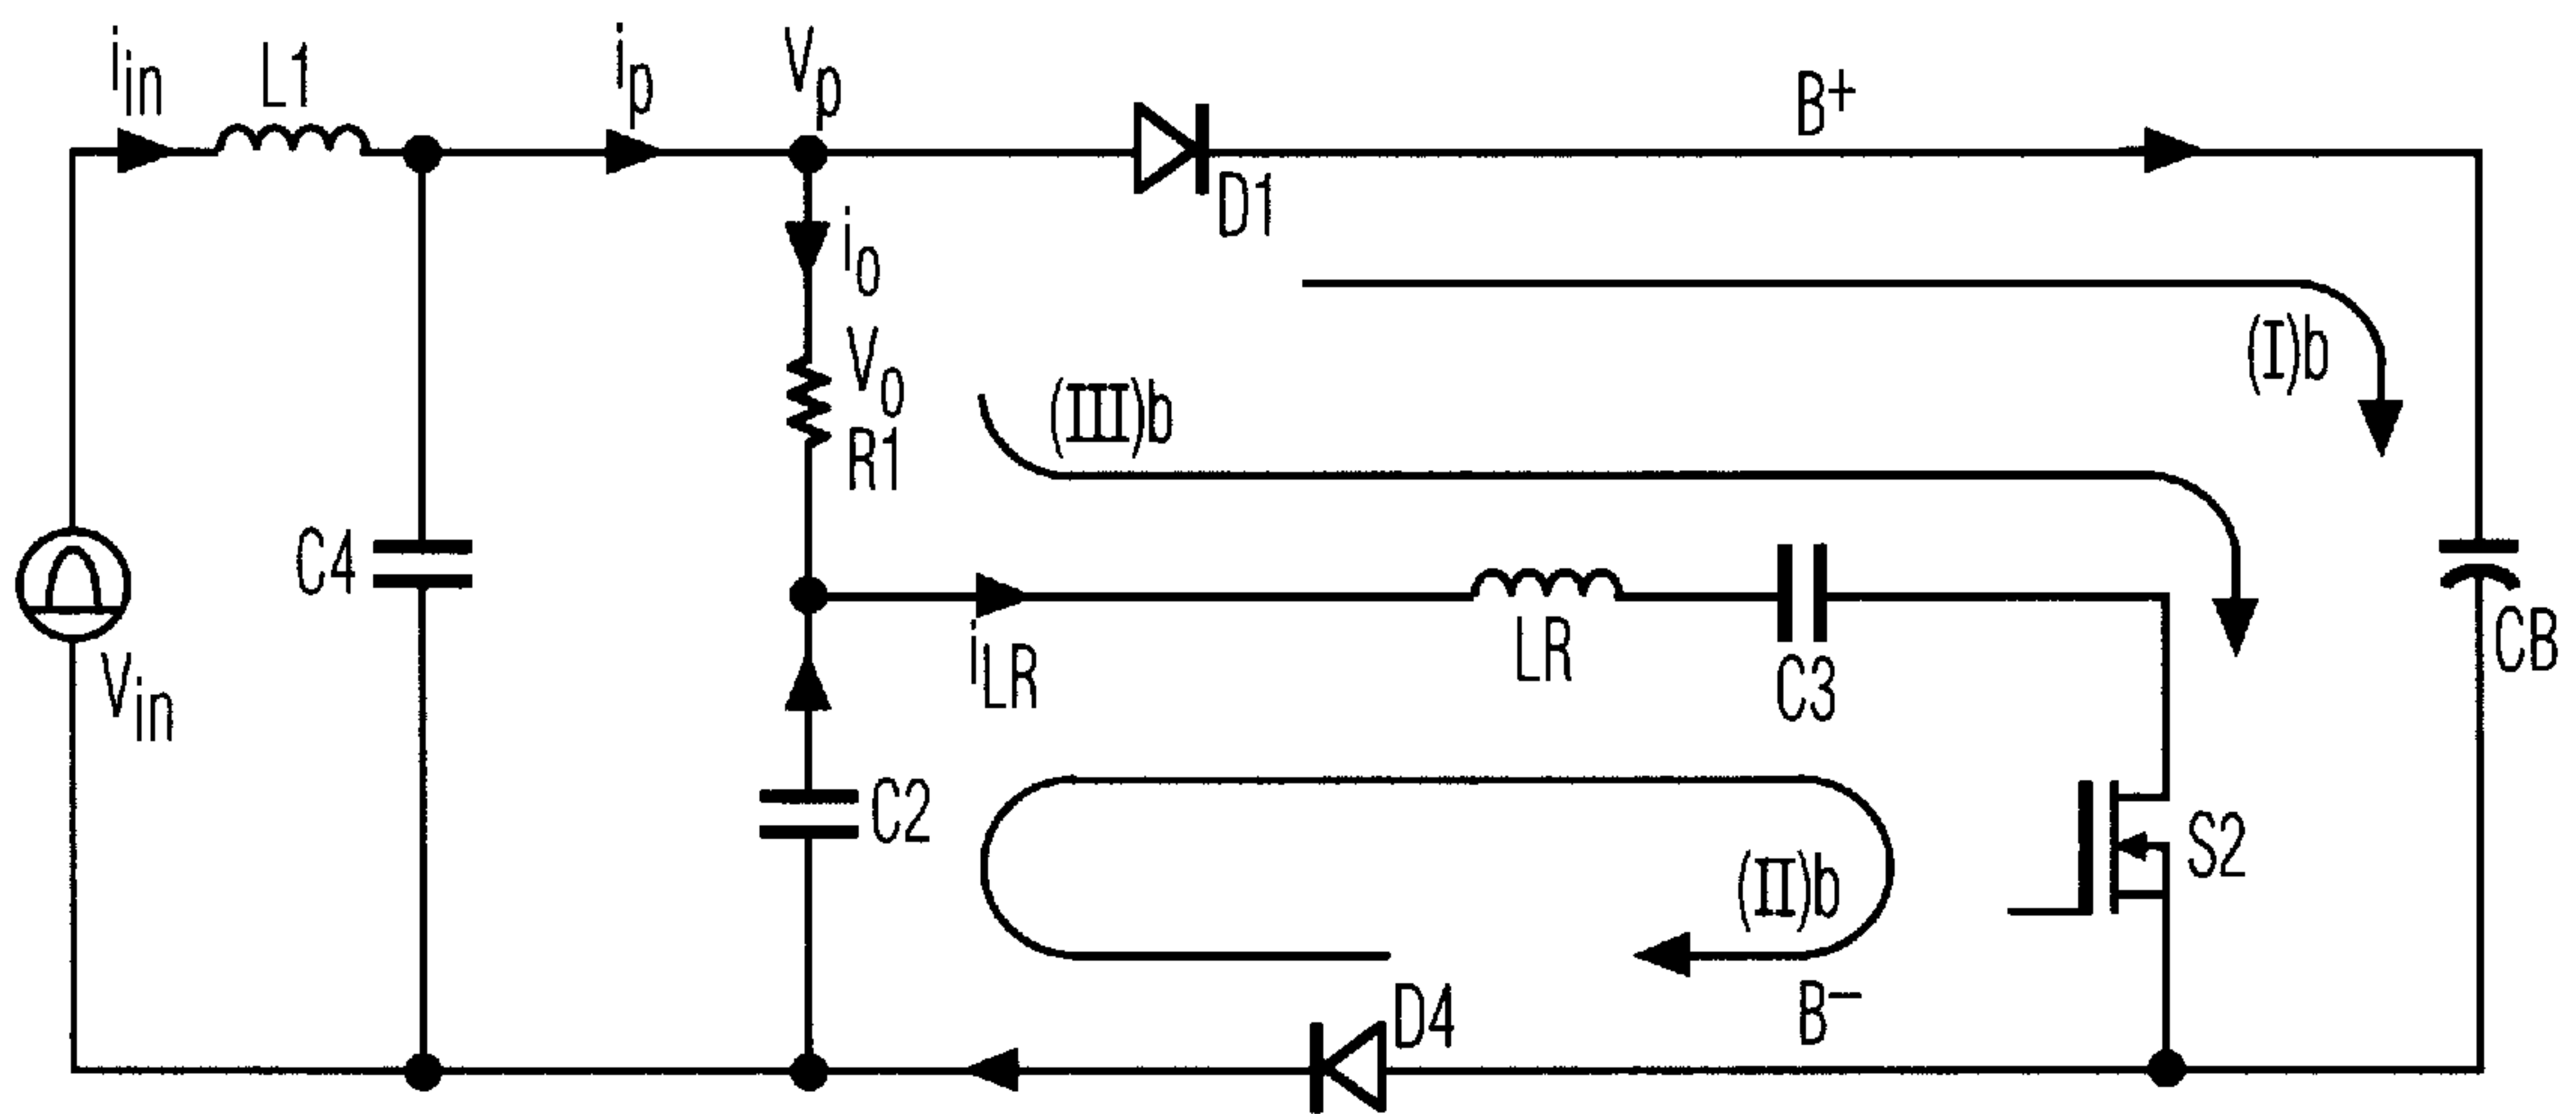 i_in
L1
i_p
V_p
B+
D1
i_o
V_o
R1
(I)b
(III)b
C4
V_in
i_LR
LR
C3
CB
C2
(II)b
S2
B−
D4